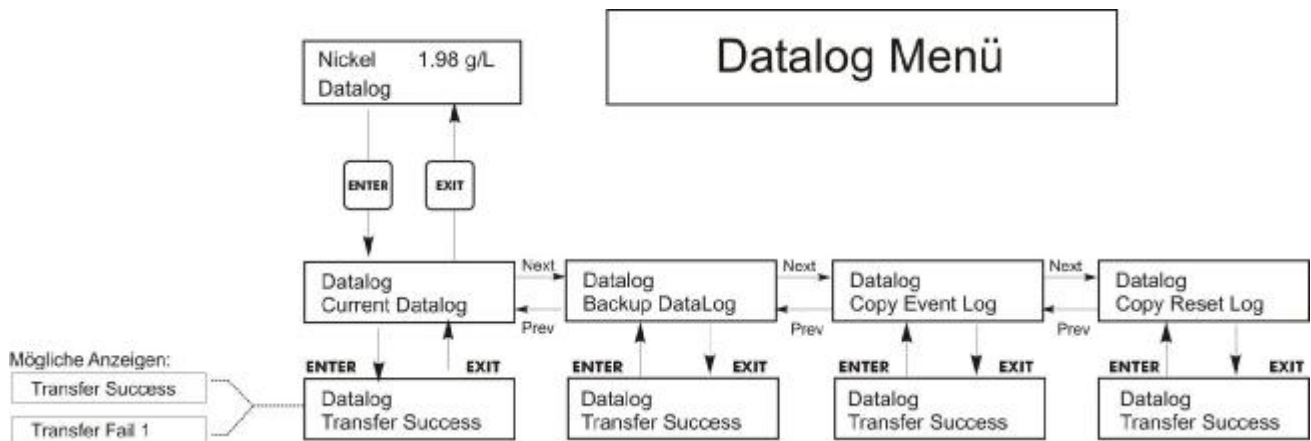 Datalog Menü
Nickel 1.98 g/L
Datalog
ENTER
EXIT
Datalog
Current Datalog
Next
Prev
Datalog
Backup DataLog
Next
Prev
Datalog
Copy Event Log
Next
Prev
Datalog
Copy Reset Log
Mögliche Anzeigen:
Transfer Success
Transfer Fail 1
ENTER EXIT
Datalog
Transfer Success
ENTER EXIT
Datalog
Transfer Success
ENTER EXIT
Datalog
Transfer Success
ENTER EXIT
Datalog
Transfer Success